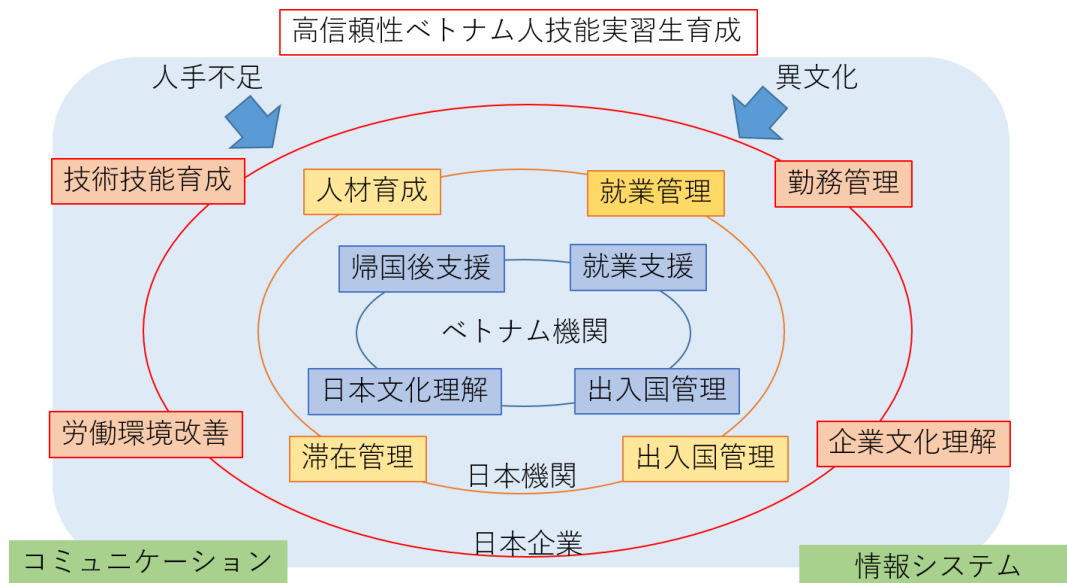 高信頼性ベトナム人技能実習生育成
人手不足
異文化
技術技能育成
人材育成
就業管理
勤務管理
帰国後支援
就業支援
ベトナム機関
日本文化理解
出入国管理
労働環境改善
企業文化理解
滞在管理
出入国管理
日本機関
日本企業
コミュニケーション
情報システム